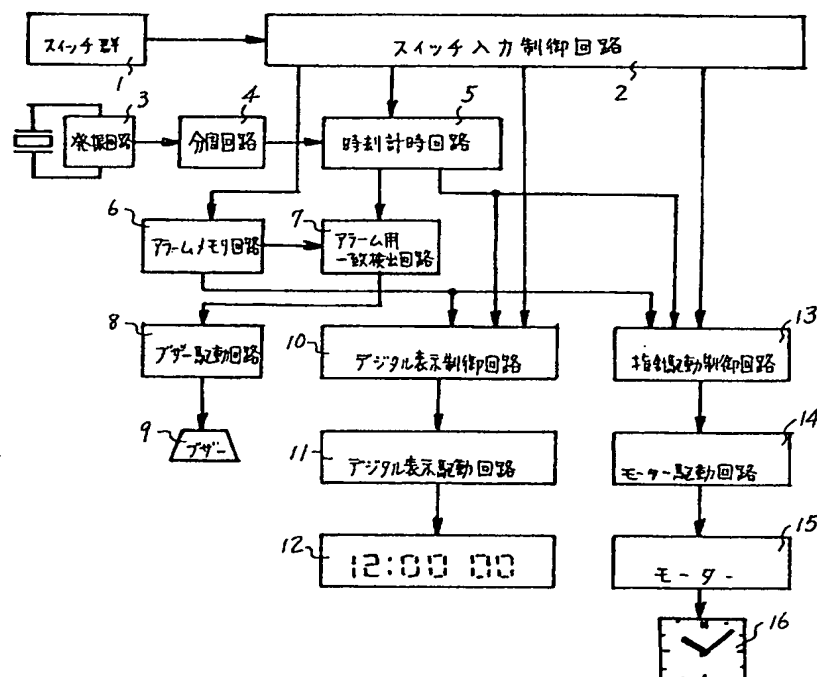 スイッチ群
1
スイッチ入力制御回路
2
3
発振回路
4
分周回路
5
時刻計時回路
6
アラームメモリ回路
7
アラーム用
一致検出回路
8
ブザー駆動回路
9
ブザー
10
デジタル表示制御回路
11
デジタル表示駆動回路
12
12:00 00
13
指針駆動制御回路
14
モーター駆動回路
15
モーター
16